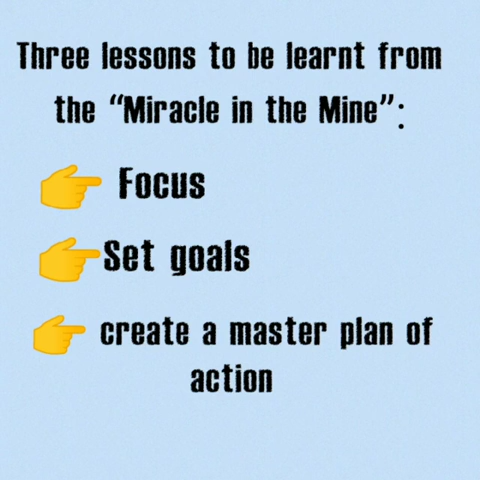 Three lessons to be learnt from
the “Miracle in the Mine”:
👉 Focus
👉Set goals
👉 create a master plan of
action